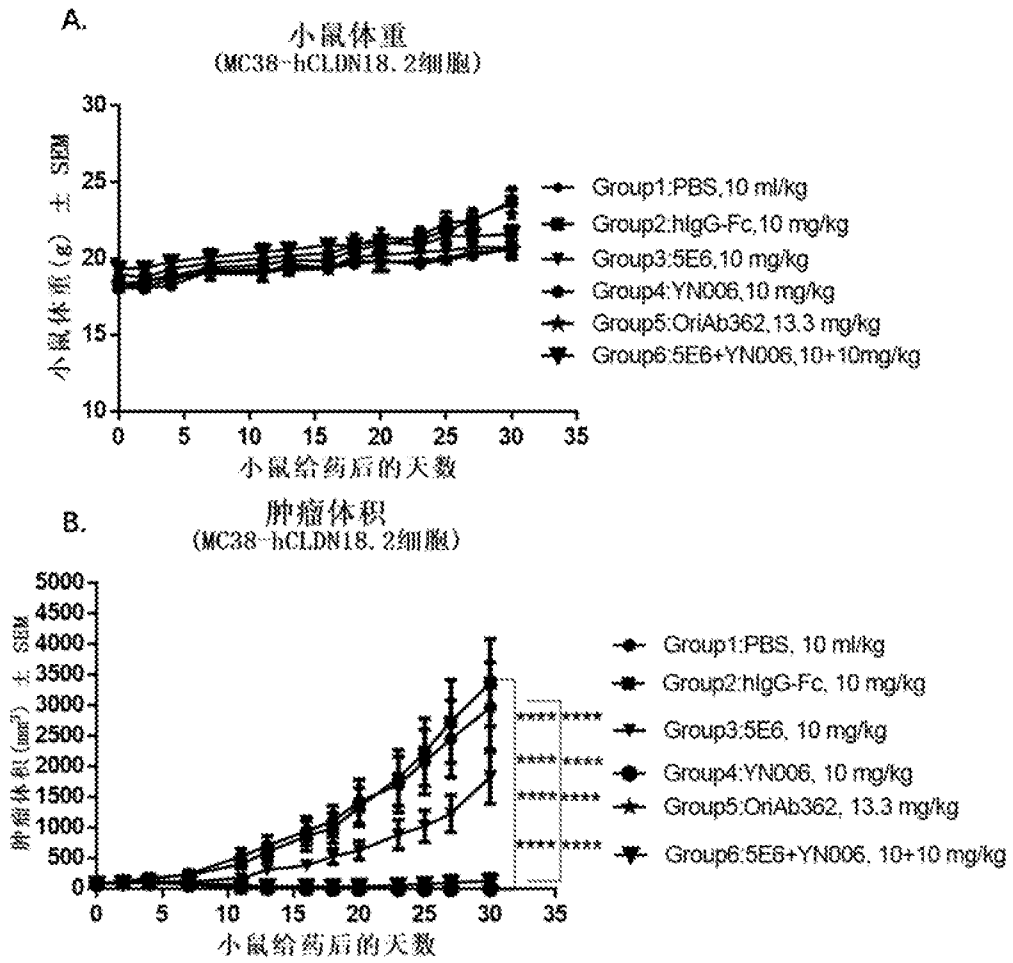 A.
小鼠体重
(MC38-hCLDN18.2细胞)
小鼠体重(g) 土 SEM
30
25
20
15
10
0 5 10 15 20 25 30 35
小鼠给药后的天数
Group1:PBS,10 ml/kg
Group2:hIgG-Fc,10 mg/kg
Group3:5E6,10 mg/kg
Group4:YN006,10 mg/kg
Group5:OriAb362,13.3 mg/kg
Group6:5E6+YN006,10+10mg/kg
B.
肿瘤体积
(MC38-hCLDN18.2细胞)
肿瘤体积(mm³) 土 SEM
5000
4500
4000
3500
3000
2500
2000
1500
1000
500
0
0 5 10 15 20 25 30 35
小鼠给药后的天数
**** ****
**** ****
**** ****
**** ****
Group1:PBS, 10 ml/kg
Group2:hIgG-Fc, 10 mg/kg
Group3:5E6, 10 mg/kg
Group4:YN006, 10 mg/kg
Group5:OriAb362, 13.3 mg/kg
Group6:5E6+YN006, 10+10 mg/kg